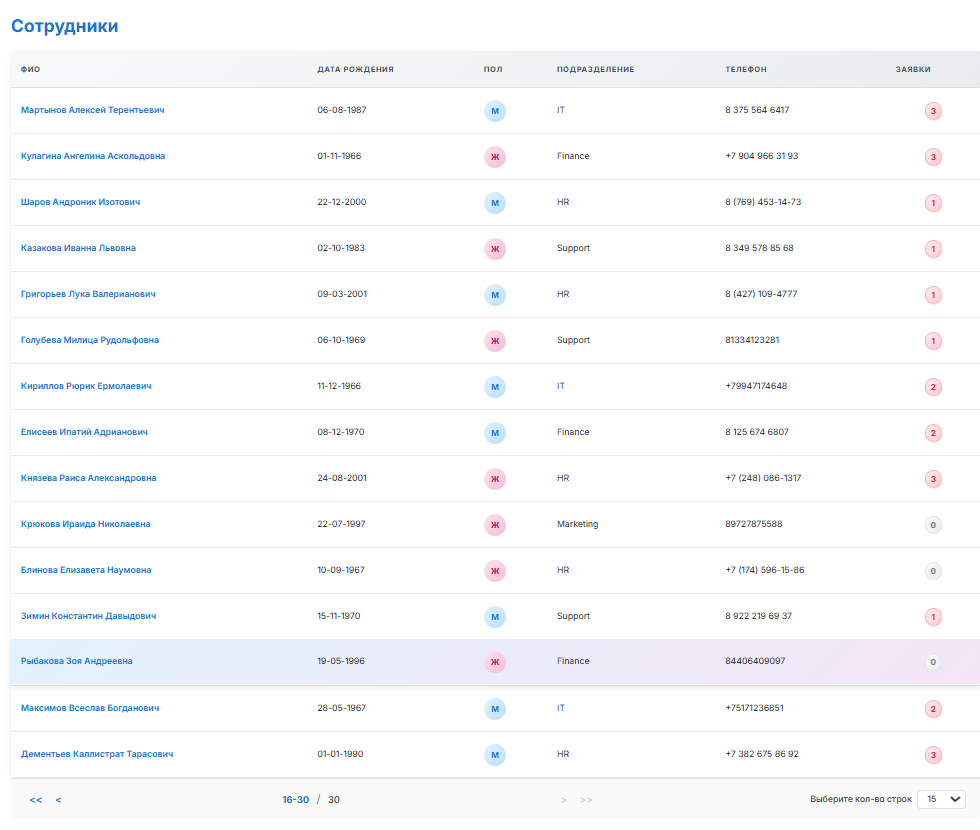 Сотрудники
ФИО ДАТА РОЖДЕНИЯ ПОЛ ПОДРАЗДЕЛЕНИЕ ТЕЛЕФОН ЗАЯВКИ
Мартынов Алексей Терентьевич 06-08-1987 М IT 8 375 564 6417 3
Кулагина Ангелина Аскольдовна 01-11-1966 Ж Finance +7 904 966 31 93 3
Шаров Андроник Изотович 22-12-2000 М HR 8 (769) 453-14-73 1
Казакова Иванна Львовна 02-10-1983 Ж Support 8 349 578 85 68 1
Григорьев Лука Валерианович 09-03-2001 М HR 8 (427) 109-4777 1
Голубева Милица Рудольфовна 06-10-1969 Ж Support 81334123281 1
Кириллов Рюрик Ермолаевич 11-12-1966 М IT +79947174648 2
Елисеев Ипатий Адрианович 08-12-1970 М Finance 8 125 674 6807 2
Князева Раиса Александровна 24-08-2001 Ж HR +7 (248) 086-1317 3
Крюкова Ираида Николаевна 22-07-1997 Ж Marketing 89727875588 0
Блинова Елизавета Наумовна 10-09-1967 Ж HR +7 (174) 596-15-86 0
Зимин Константин Давыдович 15-11-1970 М Support 8 922 219 69 37 1
Рыбакова Зоя Андреевна 19-05-1996 Ж Finance 84406409097 0
Максимов Всеслав Богданович 28-05-1967 М IT +75171236851 2
Дементьев Каллистрат Тарасович 01-01-1990 М HR +7 382 675 86 92 3
<< < 16-30 / 30 > >> Выберите кол-во строк 15